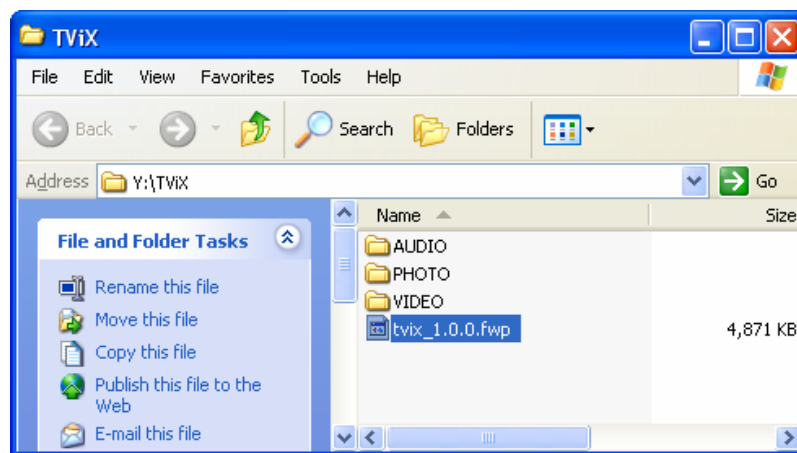 TViX
File Edit View Favorites Tools Help
Back Search Folders
Address Y:\TViX Go
Name Size
File and Folder Tasks
Rename this file
Move this file
Copy this file
Publish this file to the
Web
E-mail this file
AUDIO
PHOTO
VIDEO
tvix_1.0.0.fwp 4,871 KB